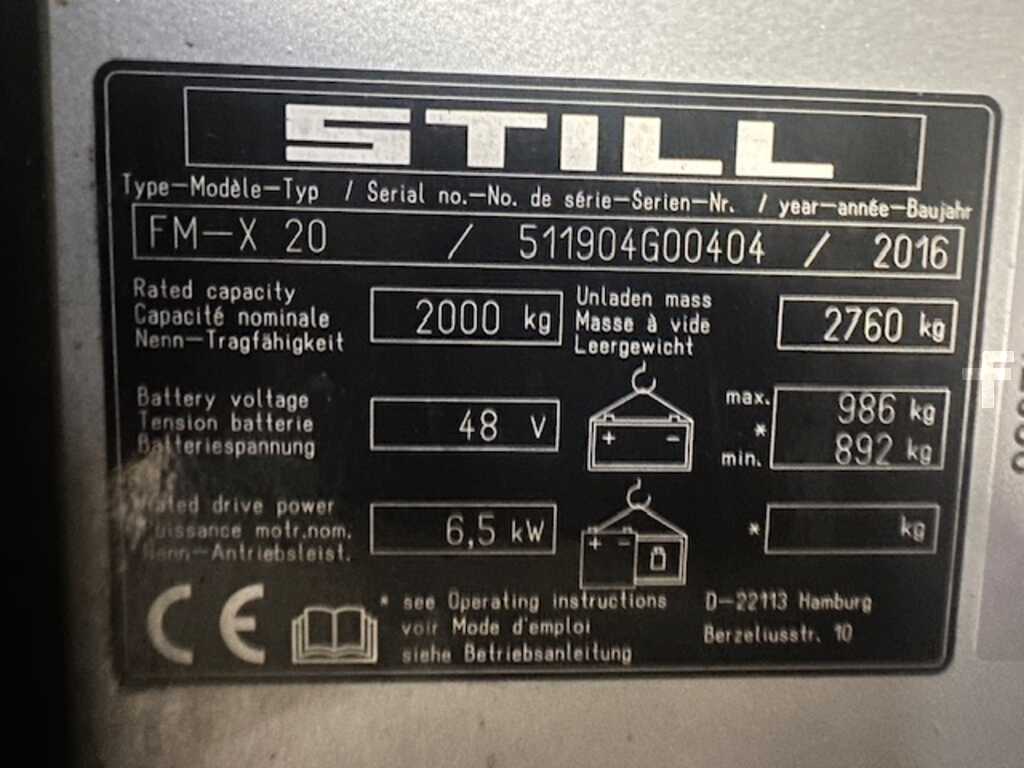 STILL
Type-Modèle-Typ / Serial no.-No. de série-Serien-Nr. / year-année-Baujahr
FM-X 20 / 511904G00404 / 2016
Rated capacity
Capacité nominale
Nenn-Tragfähigkeit
2000 kg
Unladen mass
Masse à vide
Leergewicht
2760 kg
Battery voltage
Tension batterie
Batteriespannung
48 V
+ -
max. 986 kg
*
min. 892 kg
Rated drive power
Puissance motr.nom.
Nenn-Antriebsleist.
6,5 kW
+ -
* kg
CE
* see Operating instructions
voir Mode d'emploi
siehe Betriebsanleitung
D-22113 Hamburg
Berzeliusstr. 10